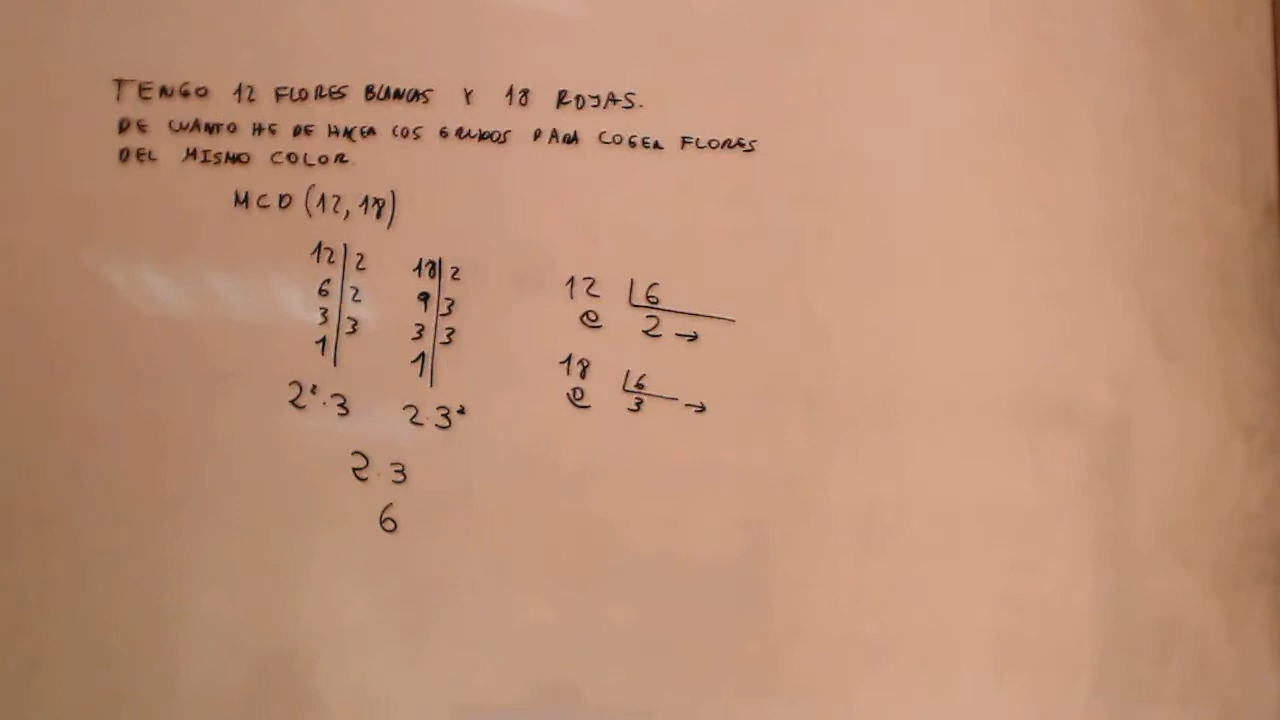 TENGO 12 FLORES BLANCAS Y 18 ROJAS.
DE CUANTO HE DE HACER LOS GRUPOS PARA COGER FLORES
DEL MISMO COLOR
MCD (12, 18)
12 | 2
6 | 2
3 | 3
1
18 | 2
9 | 3
3 | 3
1
2² · 3
2 · 3²
2 · 3
6
12 | 6
0 2 →
18 | 6
0 3 →